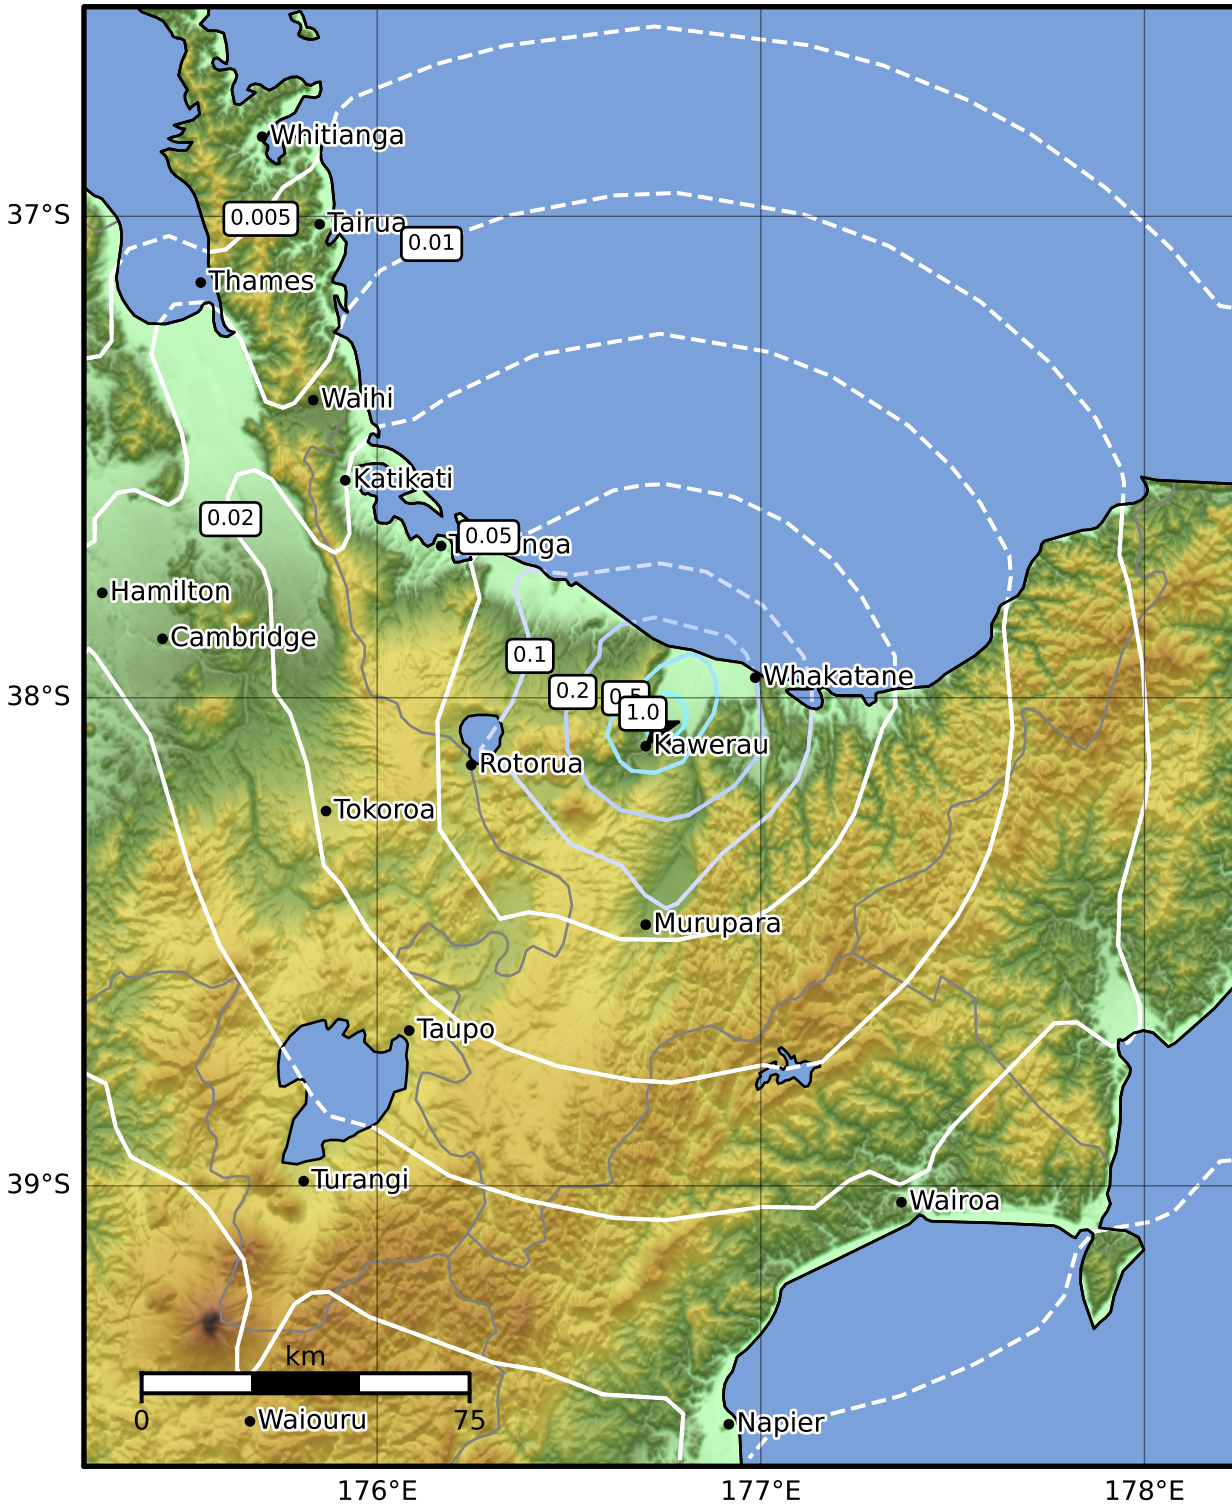 Whitianga
37°S
0.005
Tairua
0.01
Thames
Waihi
Katikati
0.02
0.05
Hamilton
Cambridge
0.1
Whakatane
38°S
0.2
1.0
Kawerau
Rotorua
Tokoroa
Murupara
Taupo
39°S
Turangi
Wairoa
km
0
75
Waiouru
Napier
176°E
177°E
178°E